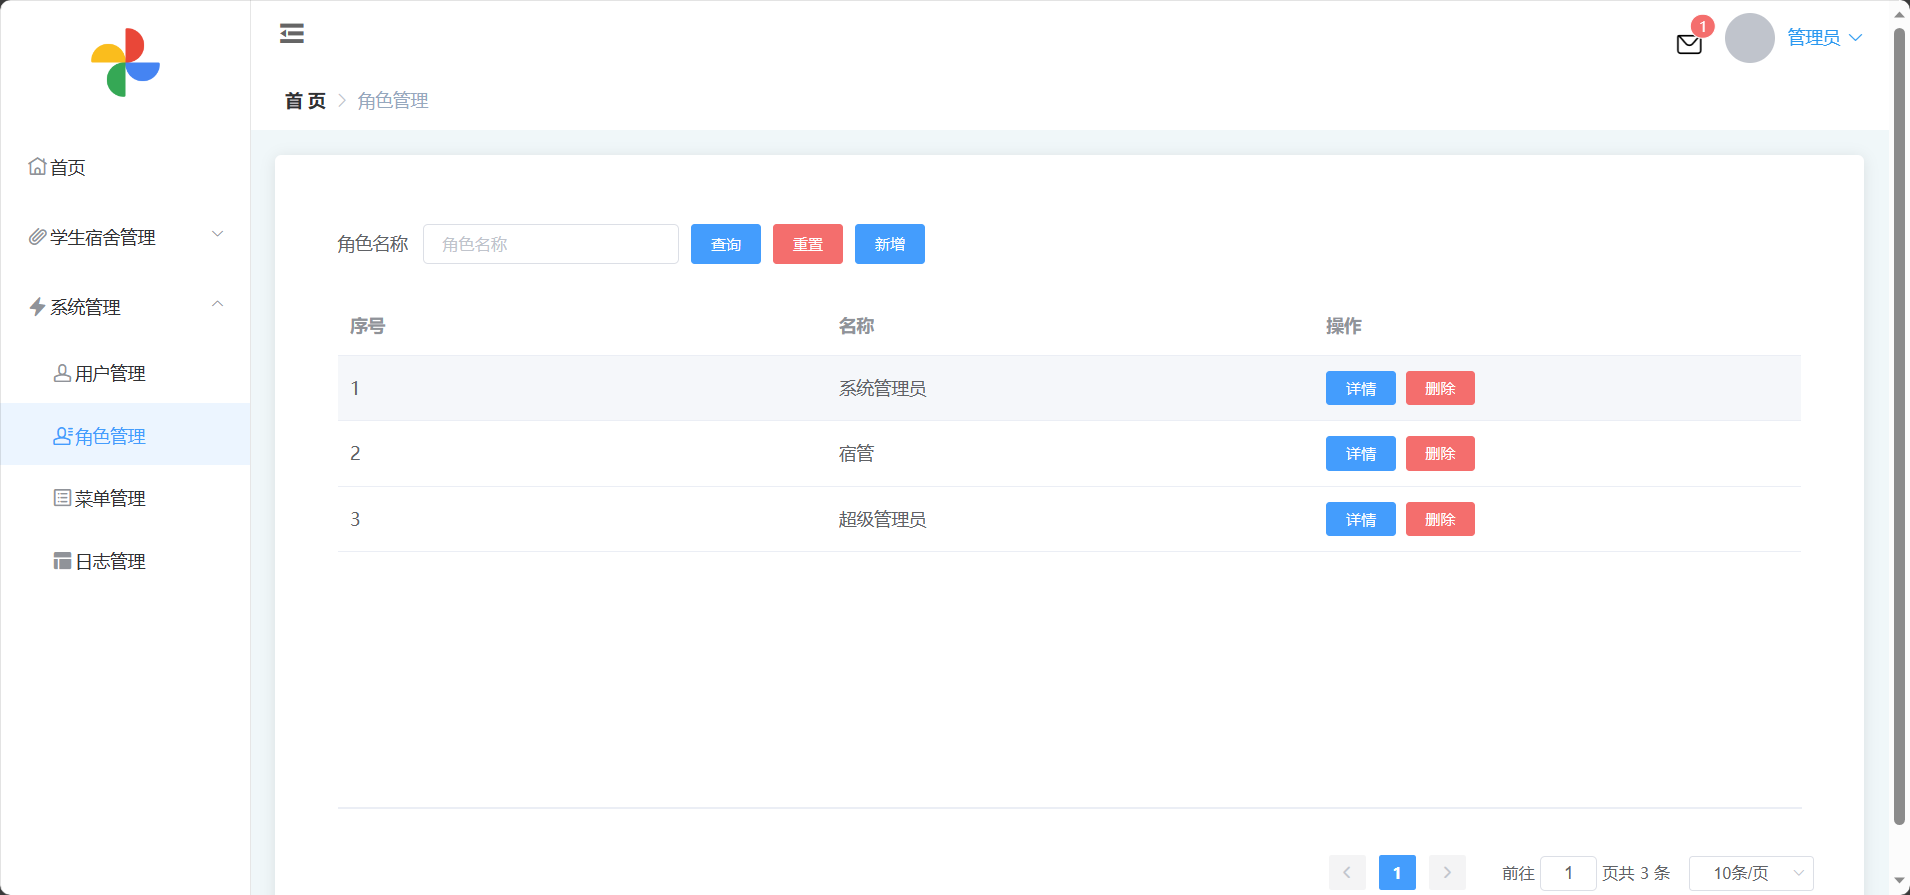 1
管理员
首 页 > 角色管理
首页
学生宿舍管理
系统管理
用户管理
角色管理
菜单管理
日志管理
角色名称 角色名称 查询 重置 新增
序号 名称 操作
1 系统管理员 详情 删除
2 宿管 详情 删除
3 超级管理员 详情 删除
1 前往 1 页共 3 条 10条/页